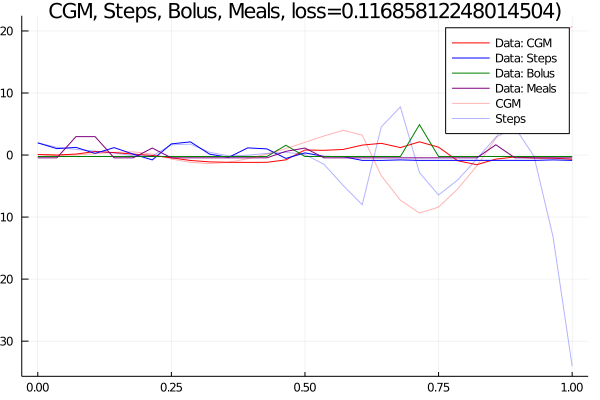 CGM, Steps, Bolus, Meals, loss=0.11685812248014504)
20
10
0
10
20
30
Data: CGM
Data: Steps
Data: Bolus
Data: Meals
CGM
Steps
0.00 0.25 0.50 0.75 1.00